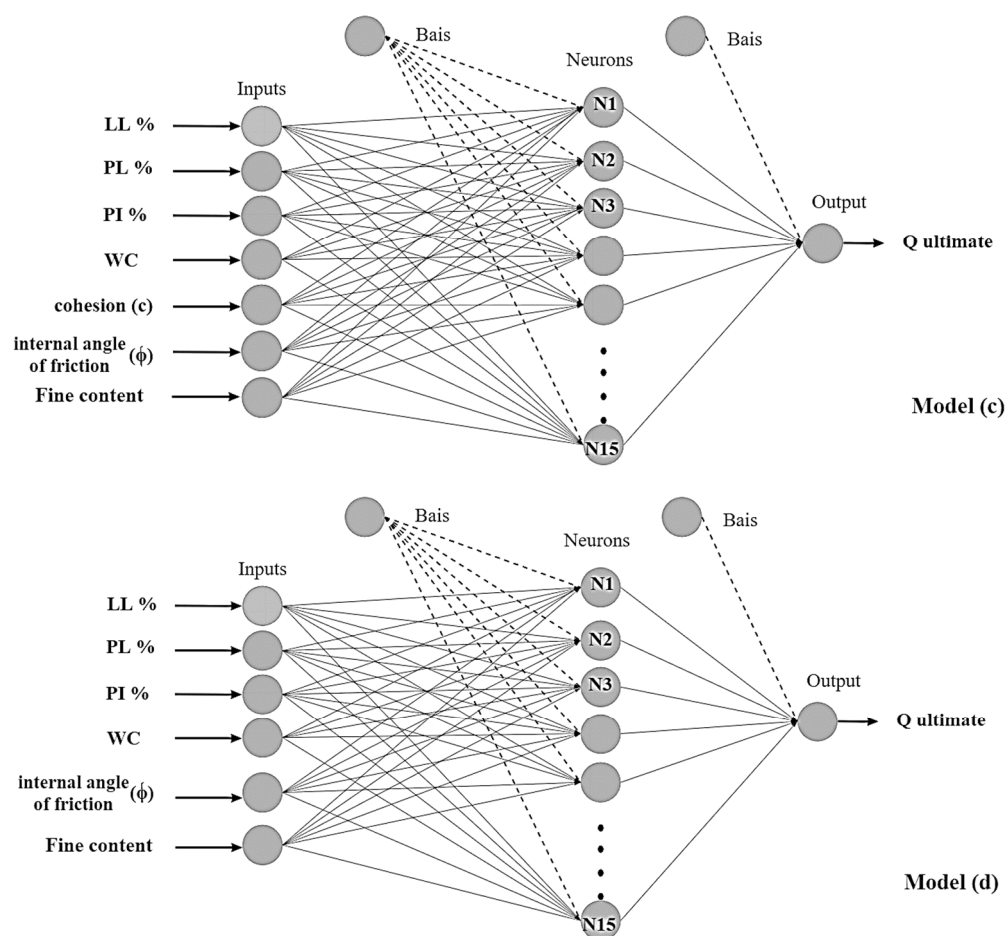 Bais
Bais
Neurons
Inputs
N1
LL %
N2
PL %
N3
PI %
Output
WC
Q ultimate
cohesion (c)
internal angle
of friction (ϕ)
Fine content
Model (c)
N15
Bais
Bais
Neurons
Inputs
N1
LL %
N2
PL %
N3
PI %
Output
WC
Q ultimate
internal angle
of friction (ϕ)
Fine content
Model (d)
N15